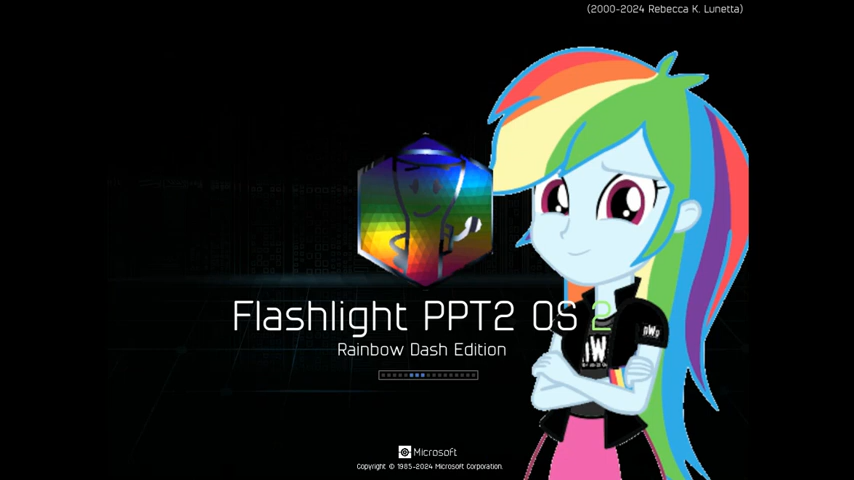 (2000-2024 Rebecca K. Lunetta)
Flashlight PPT2 OS 2
Rainbow Dash Edition
Microsoft
Copyright © 1985-2024 Microsoft Corporation.